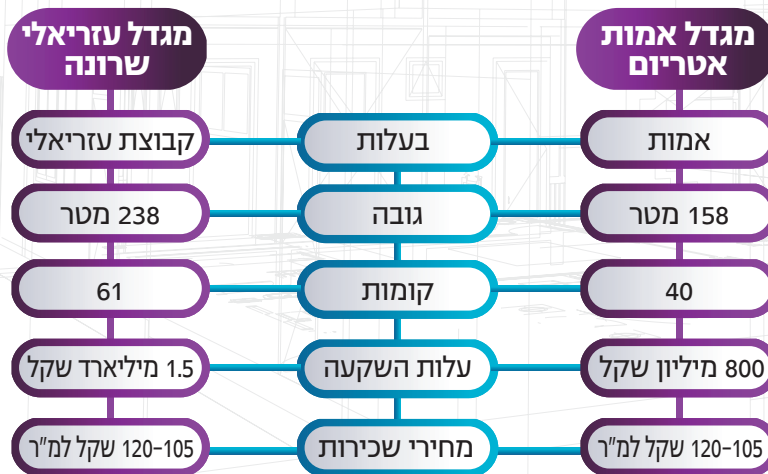 מגדל אמות
אטריום
מגדל עזריאלי
שרונה
אמות
בעלות
קבוצת עזריאלי
158 מטר
גובה
238 מטר
40
קומות
61
800 מיליון שקל
עלות השקעה
1.5 מיליארד שקל
120-105 שקל למ"ר
מחירי שכירות
120-105 שקל למ"ר